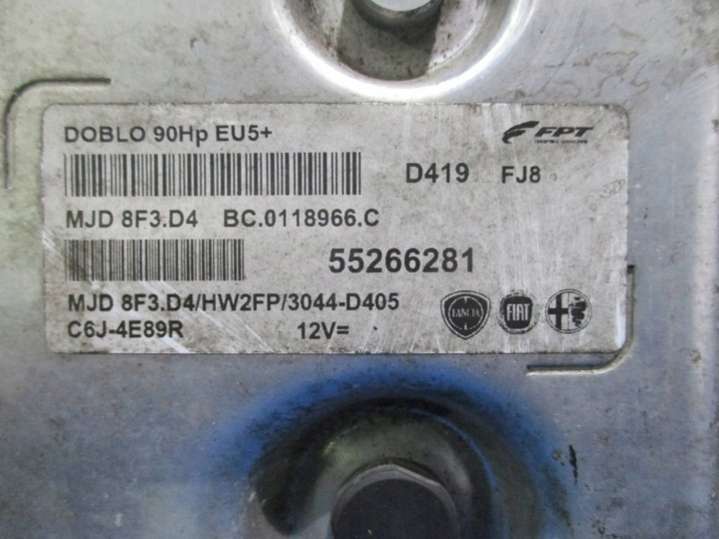 DOBLO 90Hp EU5+
FPT
D419 FJ8
MJD 8F3.D4 BC.0118966.C
55266281
MJD 8F3.D4/HW2FP/3044-D405
LANCIA FIAT
C6J-4E89R 12V=